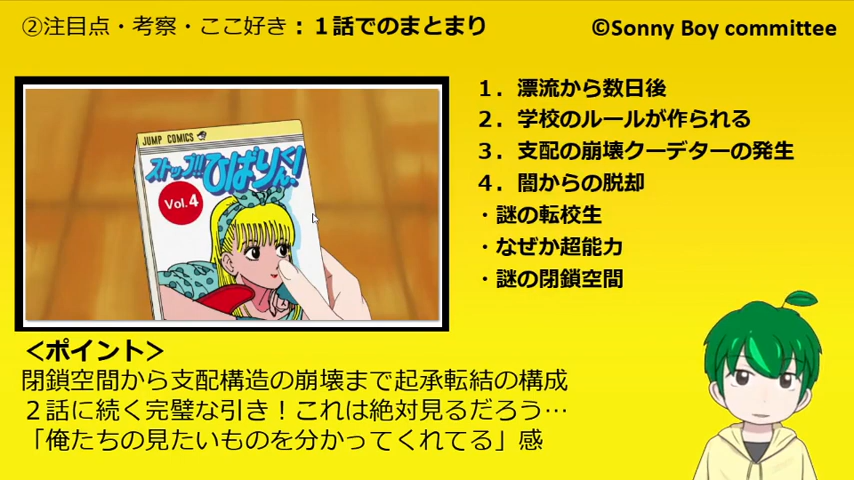 ②注目点・考察・ここ好き：１話でのまとまり
©Sonny Boy committee
JUMP COMICS
ストップ!!
ひばりくん!
Vol.4
１．漂流から数日後
２．学校のルールが作られる
３．支配の崩壊クーデターの発生
４．闇からの脱却
・謎の転校生
・なぜか超能力
・謎の閉鎖空間
＜ポイント＞
閉鎖空間から支配構造の崩壊まで起承転結の構成
２話に続く完璧な引き！これは絶対見るだろう…
「俺たちの見たいものを分かってくれてる」感